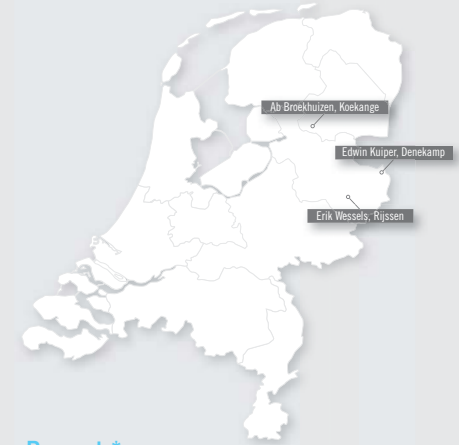 Ab Broekhuizen, Koekange
Edwin Kuiper, Denekamp
Erik Wessels, Rijssen